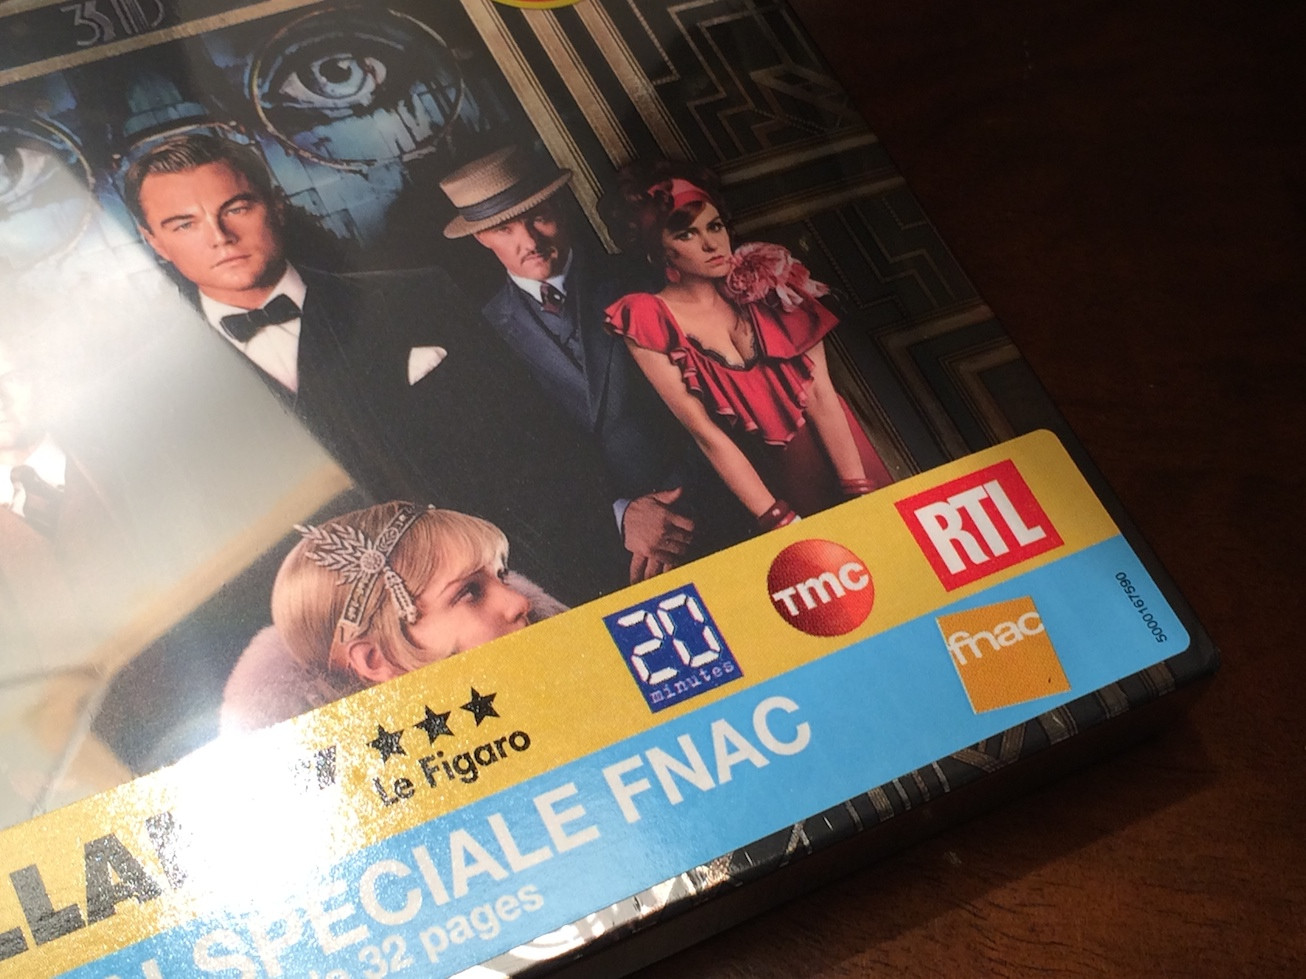 3D
RTL
TMC
20
minutes
fnac
5000167590
Le Figaro
SPECIALE FNAC
32 pages